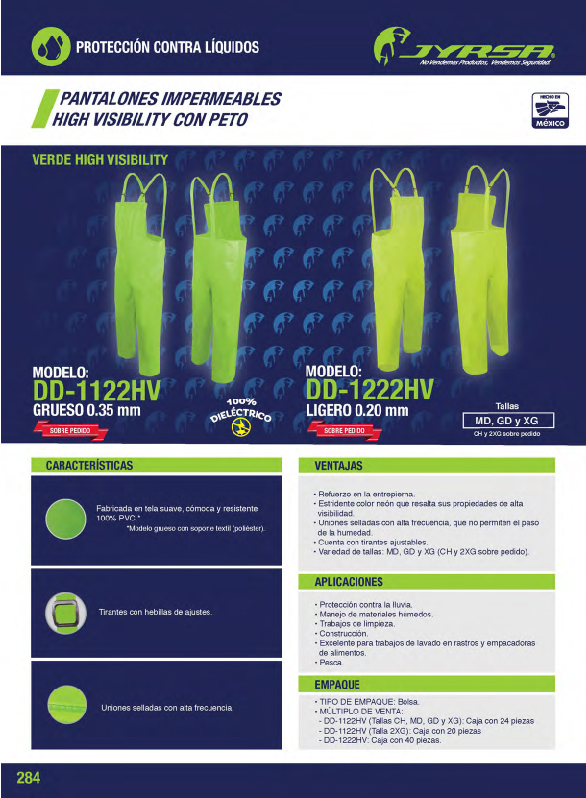 PROTECCIÓN CONTRA LÍQUIDOS
JYRSA®
No Vendemos Productos, Vendemos Seguridad.
PANTALONES IMPERMEABLES
HIGH VISIBILITY CON PETO
HECHO EN
MÉXICO
VERDE HIGH VISIBILITY
MODELO:
DD-1122HV
GRUESO 0.35 mm
SOBRE PEDIDO
100%
DIELÉCTRICO
MODELO:
DD-1222HV
LIGERO 0.20 mm
SOBRE PEDIDO
Tallas
MD, GD y XG
CH y 2XG sobre pedido
CARACTERÍSTICAS
Fabricada en tela suave, cómoca y resistente
100% PVC.*
*Modelo grueso con soporte textil (poliéster).
Tirantes con hebillas de ajustes.
Uniones selladas con alta frecuencia.
VENTAJAS
• Refuerzo en la entrepierna.
• Estridente color neón que resalta sus propiedades de alta
visibilidad.
• Uniones selladas con alta frecuencia, que no permiten el paso
de la humedad.
• Cuenta con tirantes ajustables.
• Variedad de tallas: MD, GD y XG (CH y 2XG sobre pedido).
APLICACIONES
• Protección contra la lluvia.
• Manejo de materiales húmedos.
• Trabajos de limpieza.
• Construcción.
• Excelente para trabajos de lavado en rastros y empacadoras
de alimentos.
• Pesca.
EMPAQUE
• TIPO DE EMPAQUE: Bolsa.
• MÚLTIPLO DE VENTA:
- DD-1122HV (Tallas CH, MD, GD y XG): Caja con 24 piezas
- DD-1122HV (Talla 2XG): Caja con 20 piezas
- DD-1222HV: Caja con 40 piezas.
284